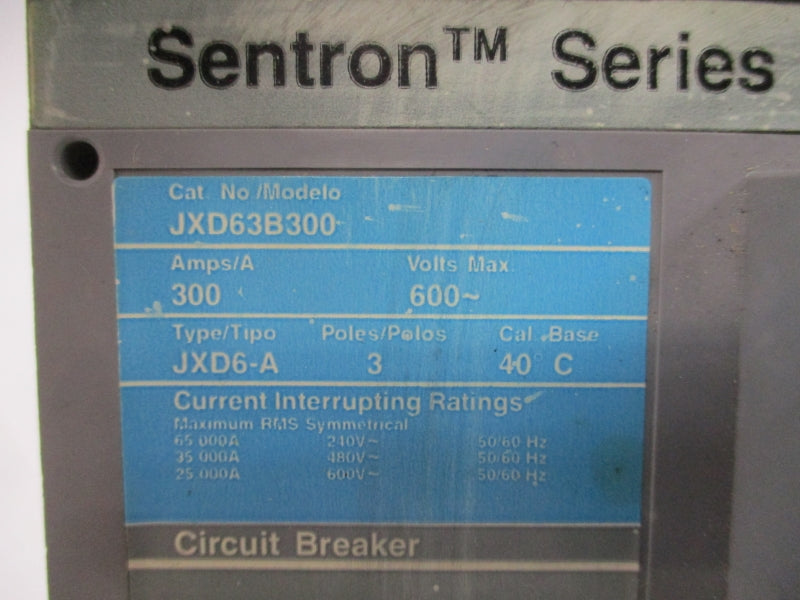 Sentron™ Series
Cat. No./Modelo
JXD63B300
Amps/A Volts Max.
300 600~
Type/Tipo Poles/Polos Cal. Base
JXD6-A 3 40° C
Current Interrupting Ratings
Maximum RMS Symmetrical
65 000A 240V~ 50/60 Hz
35 000A 480V~ 50/60 Hz
25 000A 600V~ 50/60 Hz
Circuit Breaker